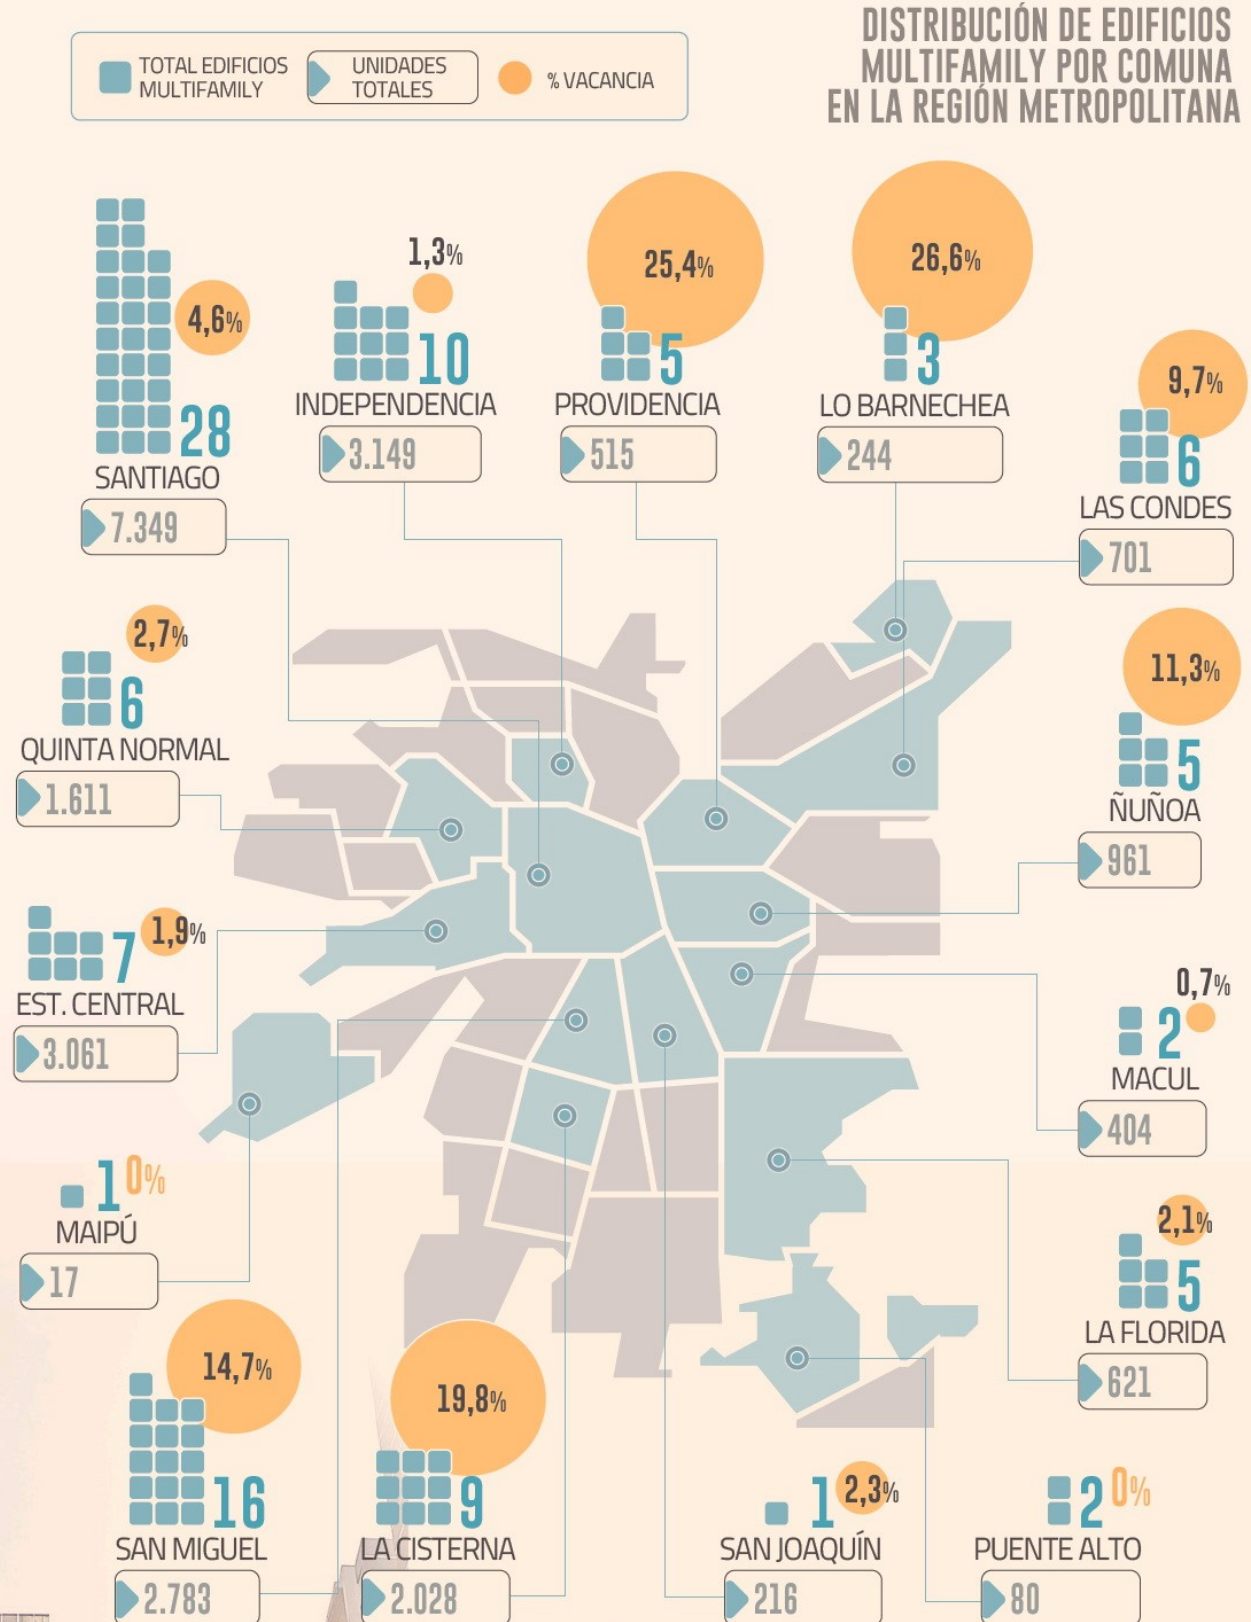 DISTRIBUCIÓN DE EDIFICIOS
MULTIFAMILY POR COMUNA
EN LA REGIÓN METROPOLITANA
TOTAL EDIFICIOS
MULTIFAMILY
UNIDADES
TOTALES
% VACANCIA
4,6%
28
SANTIAGO
7.349
1,3%
10
INDEPENDENCIA
3.149
25,4%
5
PROVIDENCIA
515
26,6%
3
LO BARNECHEA
244
9,7%
6
LAS CONDES
701
2,7%
6
QUINTA NORMAL
1.611
11,3%
5
ÑUÑOA
961
1,9%
7
EST. CENTRAL
3.061
0,7%
2
MACUL
404
1 0%
MAIPÚ
17
2,1%
5
LA FLORIDA
621
14,7%
16
SAN MIGUEL
2.783
19,8%
9
LA CISTERNA
2.028
1 2,3%
SAN JOAQUÍN
216
2 0%
PUENTE ALTO
80